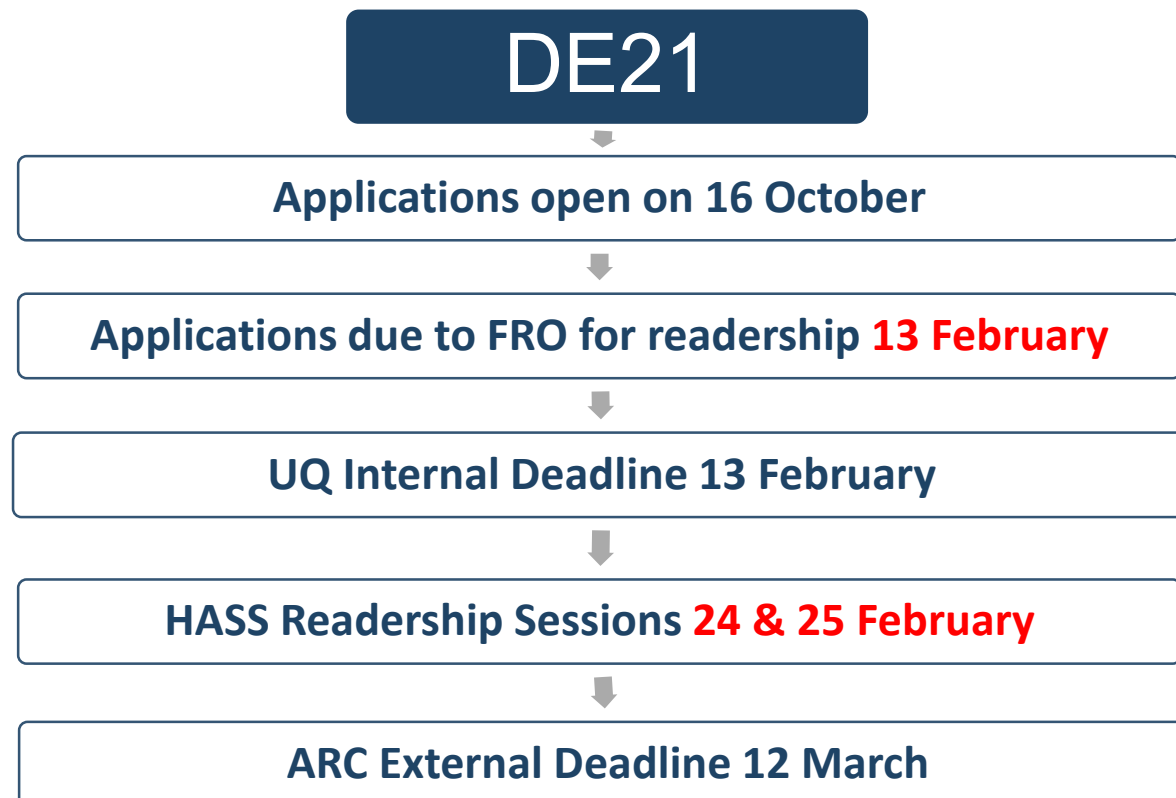 DE21
Applications open on 16 October
Applications due to FRO for readership 13 February
UQ Internal Deadline 13 February
HASS Readership Sessions 24 & 25 February
ARC External Deadline 12 March